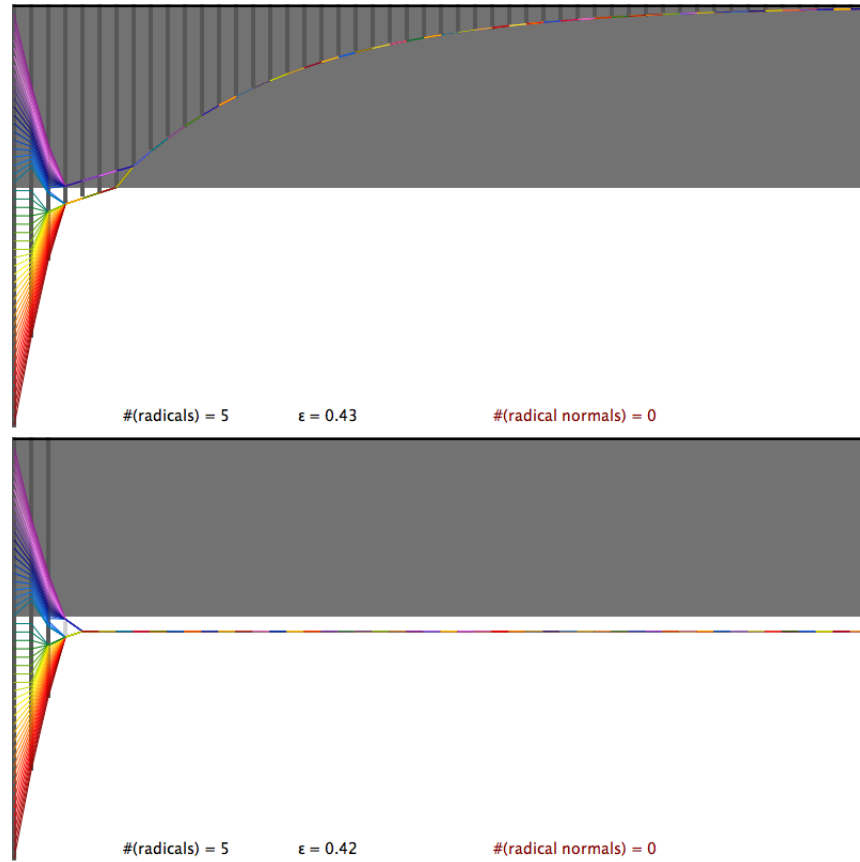 #(radicals) = 5 ε = 0.43 #(radical normals) = 0
#(radicals) = 5 ε = 0.42 #(radical normals) = 0